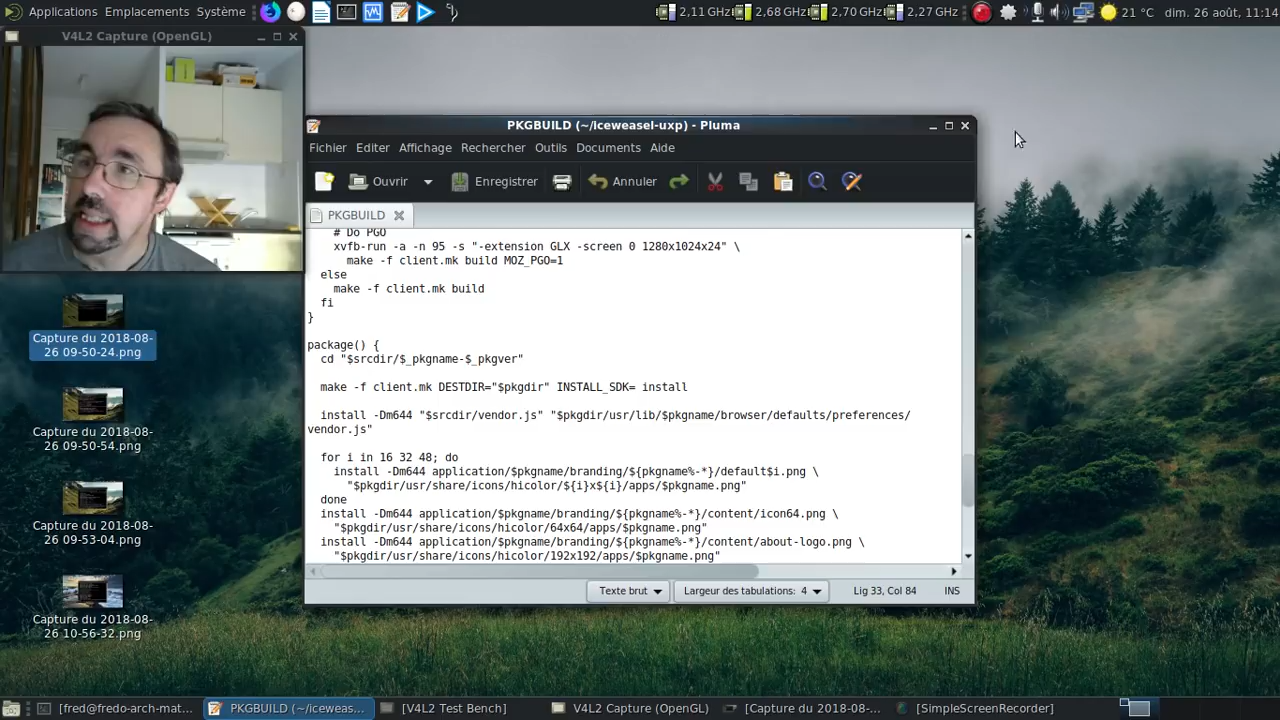 Applications Emplacements Système
2,11 GHz 2,68 GHz 2,70 GHz 2,27 GHz 21 °C dim. 26 août, 11:14
V4L2 Capture (OpenGL)
PKGBUILD (~/Iceweasel-uxp) - Pluma
Fichier Editer Affichage Rechercher Outils Documents Aide
Ouvrir Enregistrer Annuler
PKGBUILD
# Do PGO
xvfb-run -a -n 95 -s "-extension GLX -screen 0 1280x1024x24" \
make -f client.mk build MOZ_PGO=1
else
make -f client.mk build
fi
}
package() {
cd "$srcdir/$_pkgname-$_pkgver"
make -f client.mk DESTDIR="$pkgdir" INSTALL_SDK= install
install -Dm644 "$srcdir/vendor.js" "$pkgdir/usr/lib/$pkgname/browser/defaults/preferences/
vendor.js"
for i in 16 32 48; do
install -Dm644 application/$pkgname/branding/${pkgname%-*}/default$i.png \
"$pkgdir/usr/share/icons/hicolor/${i}x${i}/apps/$pkgname.png"
done
install -Dm644 application/$pkgname/branding/${pkgname%-*}/content/icon64.png \
"$pkgdir/usr/share/icons/hicolor/64x64/apps/$pkgname.png"
install -Dm644 application/$pkgname/branding/${pkgname%-*}/content/about-logo.png \
"$pkgdir/usr/share/icons/hicolor/192x192/apps/$pkgname.png"
Texte brut Largeur des tabulations: 4 Lig 33, Col 84 INS
Capture du 2018-08-
26 09-50-24.png
Capture du 2018-08-
26 09-50-54.png
Capture du 2018-08-
26 09-53-04.png
Capture du 2018-08-
26 10-56-32.png
[fred@fredo-arch-mat... PKGBUILD (~/iceweas... [V4L2 Test Bench] V4L2 Capture (OpenGL) [Capture du 2018-08-... [SimpleScreenRecorder]